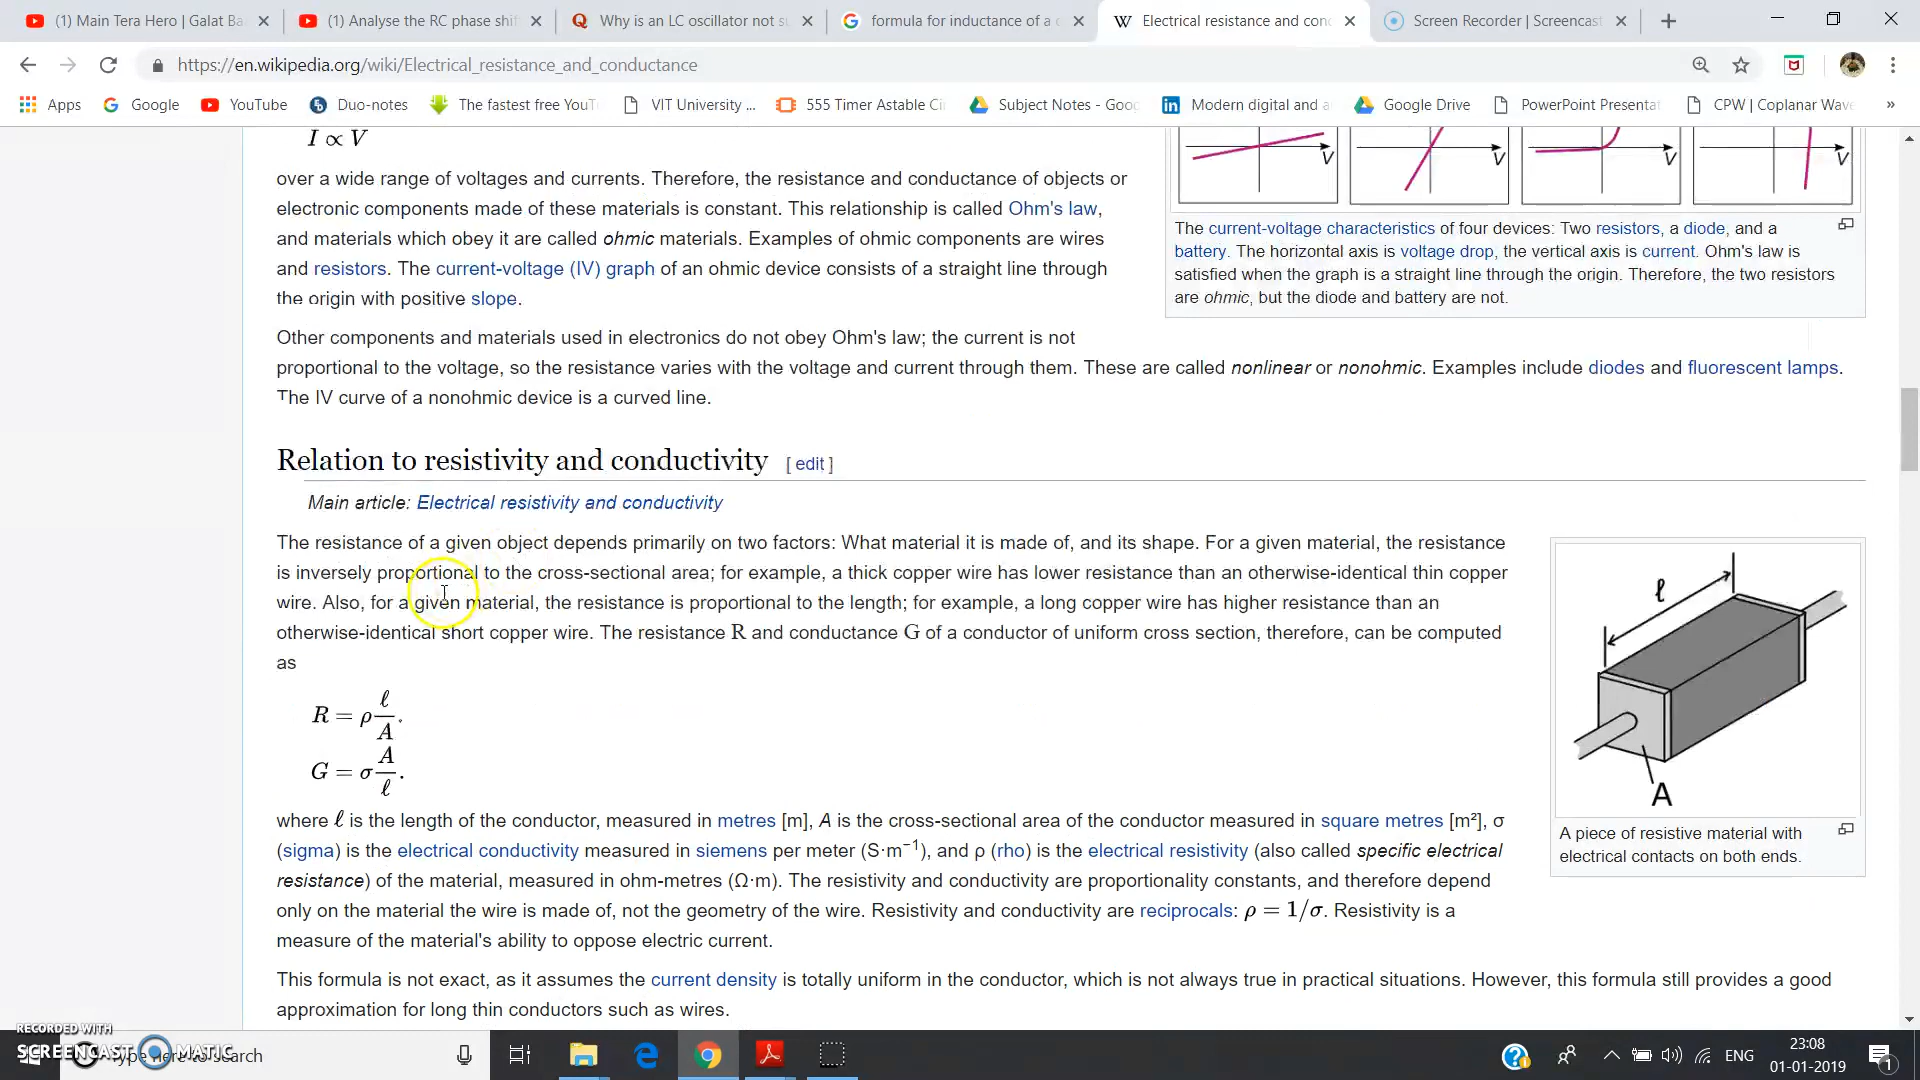 (1) Main Tera Hero | Galat Ba
(1) Analyse the RC phase shif
Why is an LC oscillator not su
formula for inductance of a c
Electrical resistance and con
Screen Recorder | Screencas
https://en.wikipedia.org/wiki/Electrical_resistance_and_conductance
Apps
Google
YouTube
Duo-notes
The fastest free YouT
VIT University ...
555 Timer Astable Ci
Subject Notes - Goog
Modern digital and a
Google Drive
PowerPoint Presentat
CPW | Coplanar Wave
»
I ∝ V
over a wide range of voltages and currents. Therefore, the resistance and conductance of objects or
electronic components made of these materials is constant. This relationship is called Ohm's law,
and materials which obey it are called ohmic materials. Examples of ohmic components are wires
and resistors. The current-voltage (IV) graph of an ohmic device consists of a straight line through
the origin with positive slope.
V
V
V
V
The current-voltage characteristics of four devices: Two resistors, a diode, and a
battery. The horizontal axis is voltage drop, the vertical axis is current. Ohm's law is
satisfied when the graph is a straight line through the origin. Therefore, the two resistors
are ohmic, but the diode and battery are not.
Other components and materials used in electronics do not obey Ohm's law; the current is not
proportional to the voltage, so the resistance varies with the voltage and current through them. These are called nonlinear or nonohmic. Examples include diodes and fluorescent lamps.
The IV curve of a nonohmic device is a curved line.
Relation to resistivity and conductivity [ edit ]
Main article: Electrical resistivity and conductivity
The resistance of a given object depends primarily on two factors: What material it is made of, and its shape. For a given material, the resistance
is inversely proportional to the cross-sectional area; for example, a thick copper wire has lower resistance than an otherwise-identical thin copper
wire. Also, for a given material, the resistance is proportional to the length; for example, a long copper wire has higher resistance than an
otherwise-identical short copper wire. The resistance R and conductance G of a conductor of uniform cross section, therefore, can be computed
as
R = ρ ℓ/A.
G = σ A/ℓ.
ℓ
A
A piece of resistive material with
electrical contacts on both ends.
where ℓ is the length of the conductor, measured in metres [m], A is the cross-sectional area of the conductor measured in square metres [m²], σ
(sigma) is the electrical conductivity measured in siemens per meter (S·m⁻¹), and ρ (rho) is the electrical resistivity (also called specific electrical
resistance) of the material, measured in ohm-metres (Ω·m). The resistivity and conductivity are proportionality constants, and therefore depend
only on the material the wire is made of, not the geometry of the wire. Resistivity and conductivity are reciprocals: ρ = 1/σ. Resistivity is a
measure of the material's ability to oppose electric current.
This formula is not exact, as it assumes the current density is totally uniform in the conductor, which is not always true in practical situations. However, this formula still provides a good
approximation for long thin conductors such as wires.
RECORDED WITH
SCREENCAST MATIC
Type here to search
ENG
23:08
01-01-2019
1